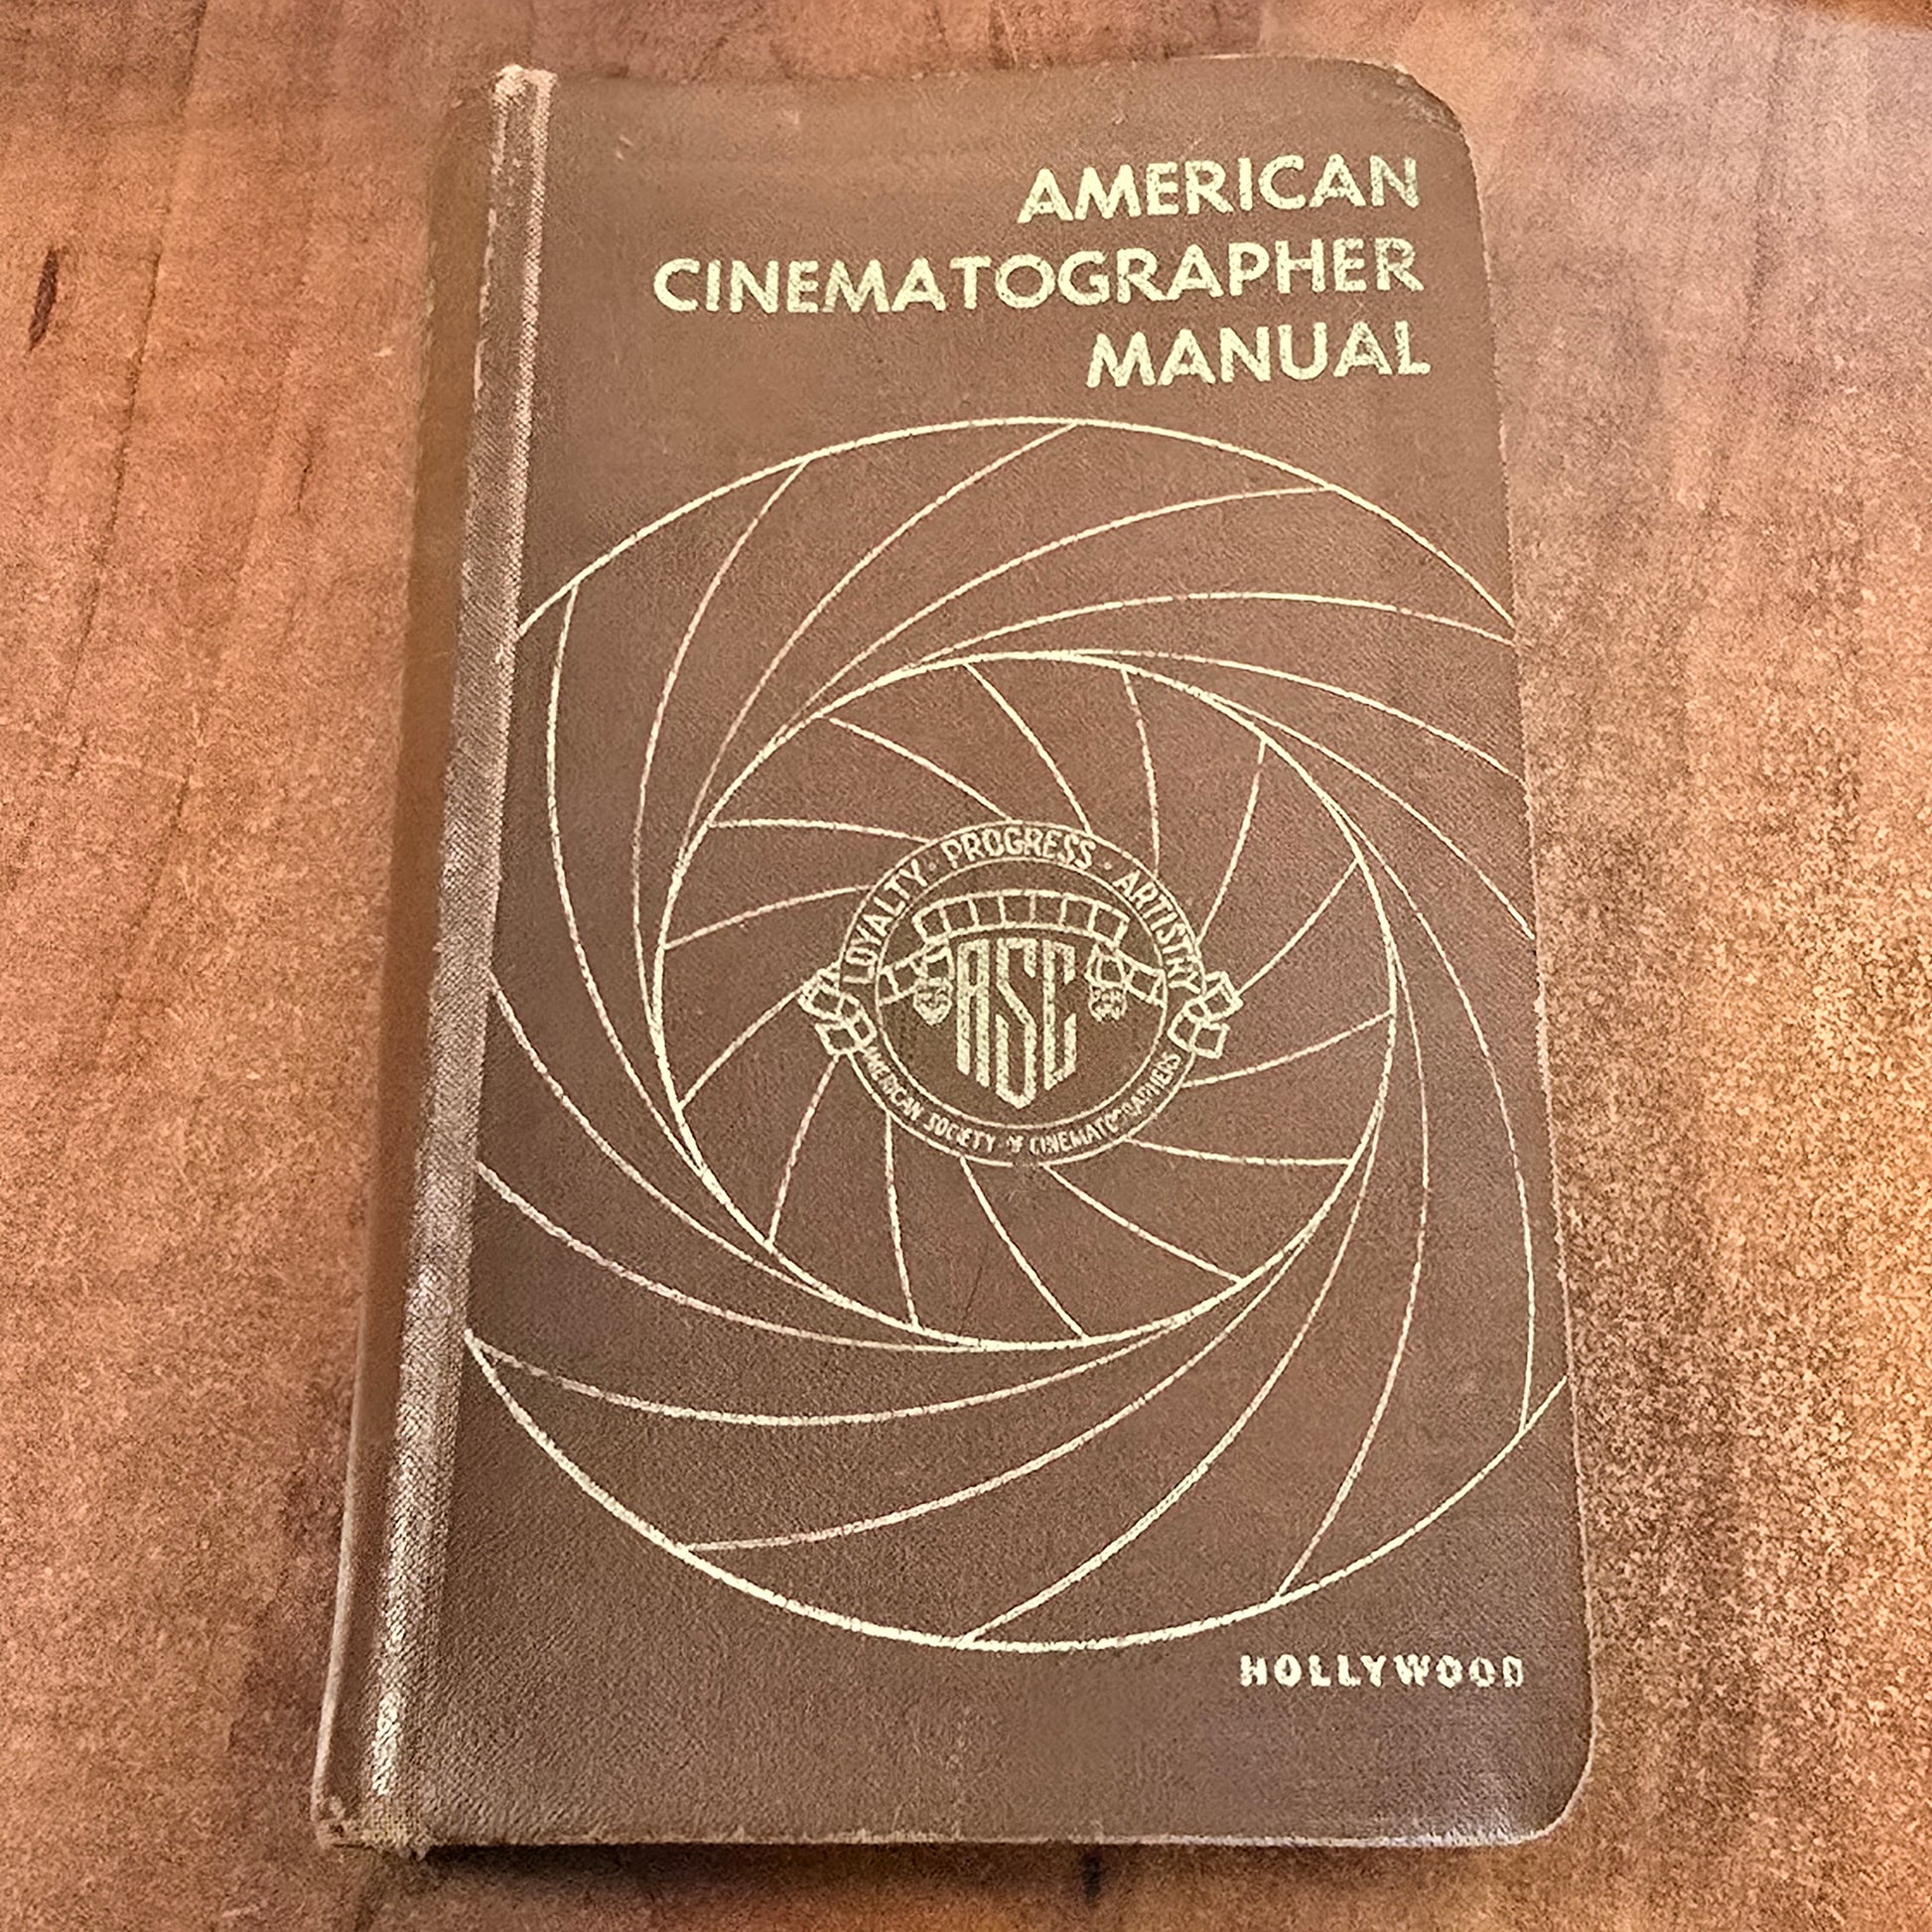 AMERICAN
CINEMATOGRAPHER
MANUAL
LOYALTY · PROGRESS · ARTISTRY
ASC
AMERICAN SOCIETY OF CINEMATOGRAPHERS
HOLLYWOOD